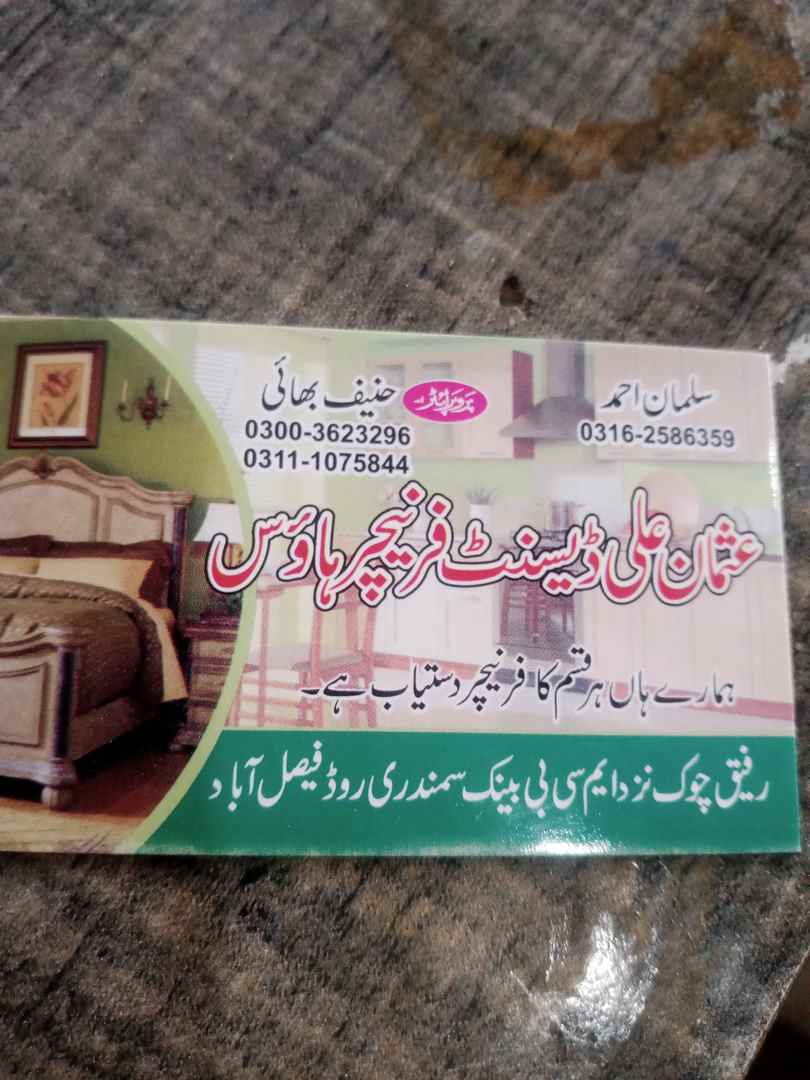 سلمان احمد پروپرائٹر حنیف بھائی
0316-2586359 0300-3623296
0311-1075844
عثمان علی ڈیسنٹ فرنیچر ہاؤس
ہمارے ہاں ہر قسم کا فرنیچر دستیاب ہے۔
رفیق چوک نزد ایم سی بی بینک سمندری روڈ فیصل آباد